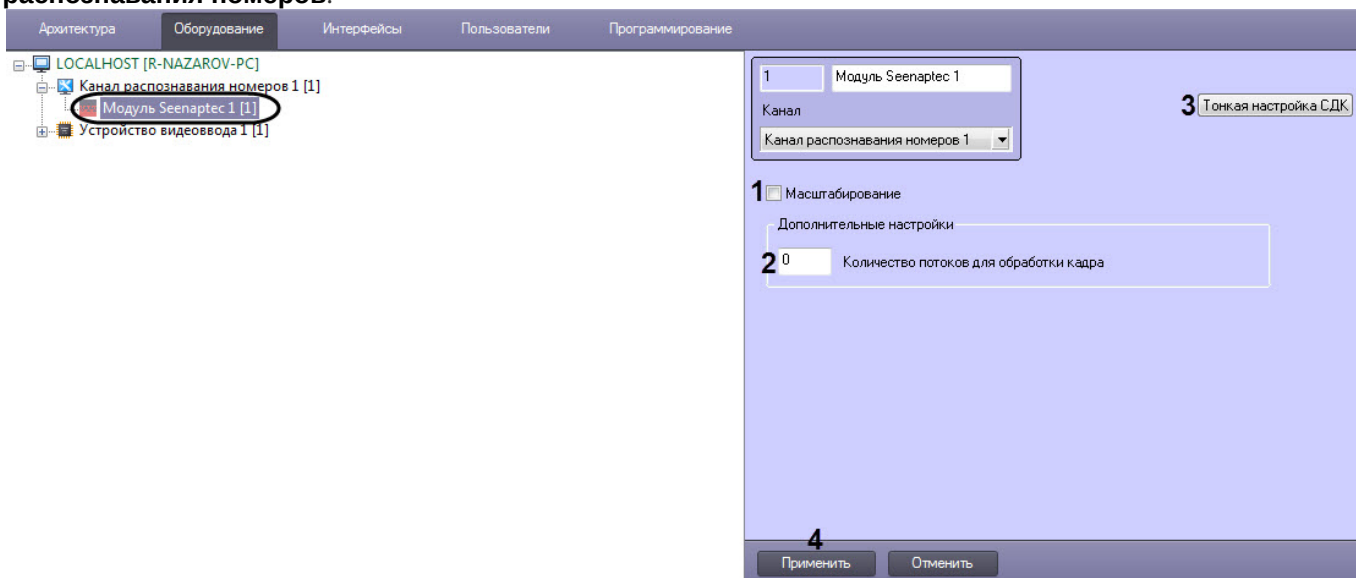 распознавания номеров.
Архитектура Оборудование Интерфейсы Пользователи Программирование
LOCALHOST [R-NAZAROV-PC]
Канал распознавания номеров 1 [1]
Модуль Seenaptec 1 [1]
Устройство видеоввода 1 [1]
1 Модуль Seenaptec 1
Канал
Канал распознавания номеров 1
3 Тонкая настройка СДК
1 Масштабирование
Дополнительные настройки
2 0 Количество потоков для обработки кадра
4
Применить Отменить